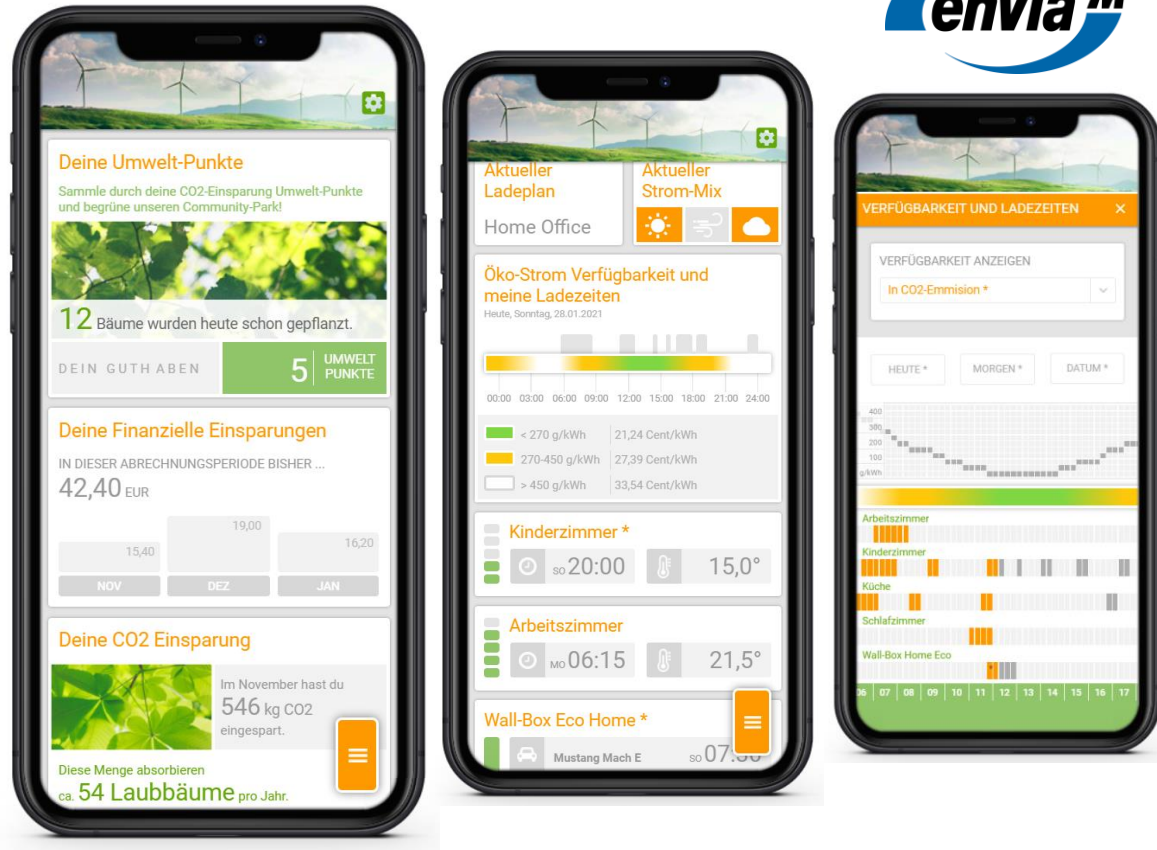 envia M
Deine Umwelt-Punkte
Sammle durch deine CO2-Einsparung Umwelt-Punkte
und begrüne unseren Community-Park!
12 Bäume wurden heute schon gepflanzt.
DEIN GUTHABEN
5 UMWELT
PUNKTE
Deine Finanzielle Einsparungen
IN DIESER ABRECHNUNGSPERIODE BISHER ...
42,40 EUR
15,40
19,00
16,20
NOV DEZ JAN
Deine CO2 Einsparung
Im November hast du
546 kg CO2
eingespart.
Diese Menge absorbieren
ca. 54 Laubbäume pro Jahr.
Aktueller
Ladeplan
Home Office
Aktueller
Strom-Mix
Öko-Strom Verfügbarkeit und
meine Ladezeiten
Heute, Sonntag, 28.01.2021
00:00 03:00 06:00 09:00 12:00 15:00 18:00 21:00 24:00
< 270 g/kWh 21,24 Cent/kWh
270-450 g/kWh 27,39 Cent/kWh
> 450 g/kWh 33,54 Cent/kWh
Kinderzimmer *
SO 20:00 15,0°
Arbeitszimmer
MO 06:15 21,5°
Wall-Box Eco Home *
Mustang Mach E SO 07:30
VERFÜGBARKEIT UND LADEZEITEN ×
VERFÜGBARKEIT ANZEIGEN
In CO2-Emmision *
HEUTE * MORGEN * DATUM *
400
300
200
100
g/kWh
Arbeitszimmer
Kinderzimmer
Küche
Schlafzimmer
Wall-Box Home Eco
06 07 08 09 10 11 12 13 14 15 16 17